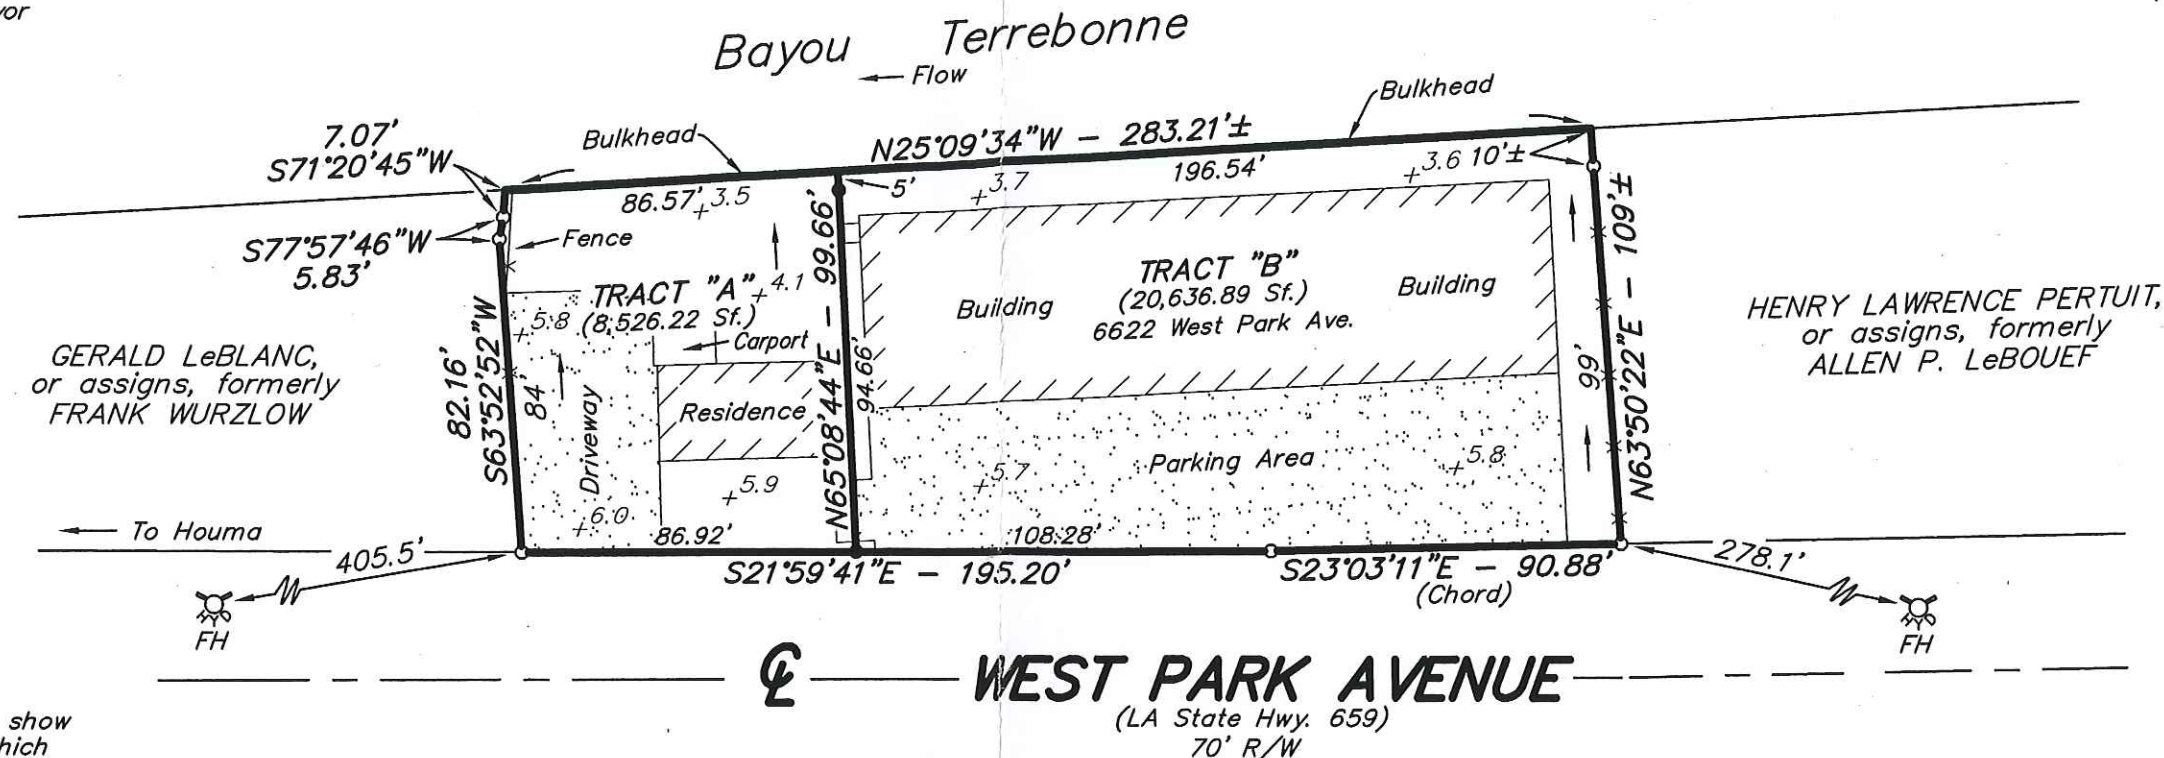 Bayou Terrebonne
Flow
Bulkhead
7.07'
S71°20'45"W
Bulkhead
N25°09'34"W - 283.21'±
86.57'
+3.5
5'
+3.7
196.54'
+3.6
10'±
S77°57'46"W
5.83'
Fence
TRACT "A"
(8,526.22 Sf.)
+4.1
+5.8
Carport
N65°08'44"E - 99.66'
94.66'
Building
TRACT "B"
(20,636.89 Sf.)
6622 West Park Ave.
Building
99'
N63°50'22"E - 109'±
GERALD LeBLANC,
or assigns, formerly
FRANK WURZLOW
82.16'
S63°52'52"W
84'
Driveway
Residence
+5.9
+6.0
Parking Area
+5.7
+5.8
HENRY LAWRENCE PERTUIT,
or assigns, formerly
ALLEN P. LeBOUEF
To Houma
405.5'
86.92'
108.28'
S21°59'41"E - 195.20'
S23°03'11"E - 90.88'
(Chord)
278.1'
FH
FH
℄ WEST PARK AVENUE
(LA State Hwy. 659)
70' R/W
show